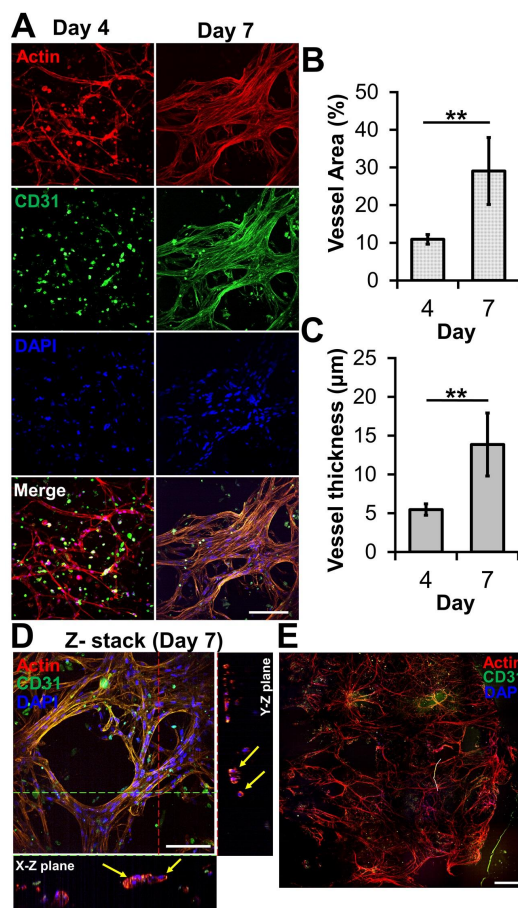 A
Day 4
Day 7
Actin
CD31
DAPI
Merge
B
Vessel Area (%)
50
40
30
20
10
0
**
4
7
Day
C
Vessel thickness (μm)
25
20
15
10
5
0
**
4
7
Day
D
Z- stack (Day 7)
Actin
CD31
DAPI
Y-Z plane
X-Z plane
E
Actin
CD31
DAPI